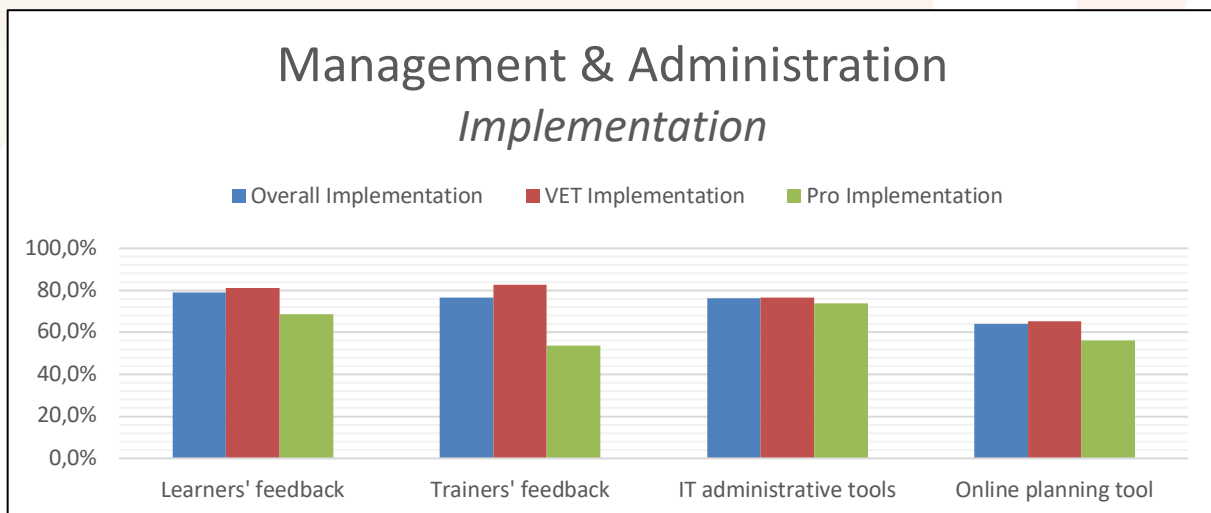 Management & Administration
Implementation
Overall Implementation VET Implementation Pro Implementation
100,0%
80,0%
60,0%
40,0%
20,0%
0,0%
Learners' feedback Trainers' feedback IT administrative tools Online planning tool